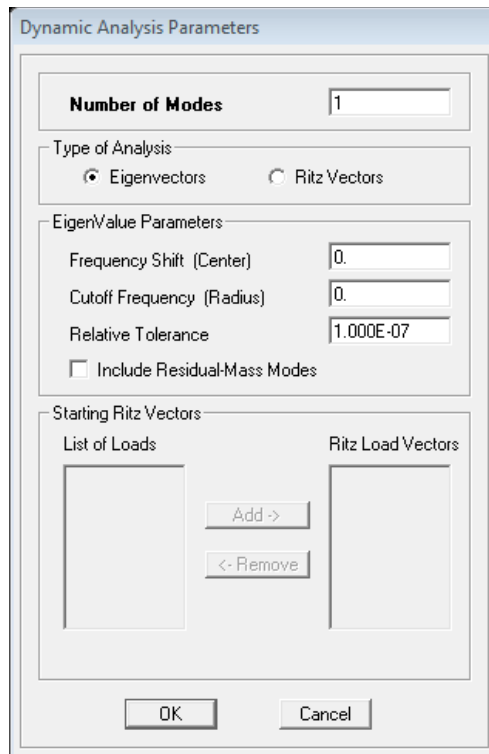 Dynamic Analysis Parameters
Number of Modes 1
Type of Analysis
Eigenvectors Ritz Vectors
EigenValue Parameters
Frequency Shift (Center) 0.
Cutoff Frequency (Radius) 0.
Relative Tolerance 1.000E-07
Include Residual-Mass Modes
Starting Ritz Vectors
List of Loads Ritz Load Vectors
Add ->
<- Remove
OK Cancel